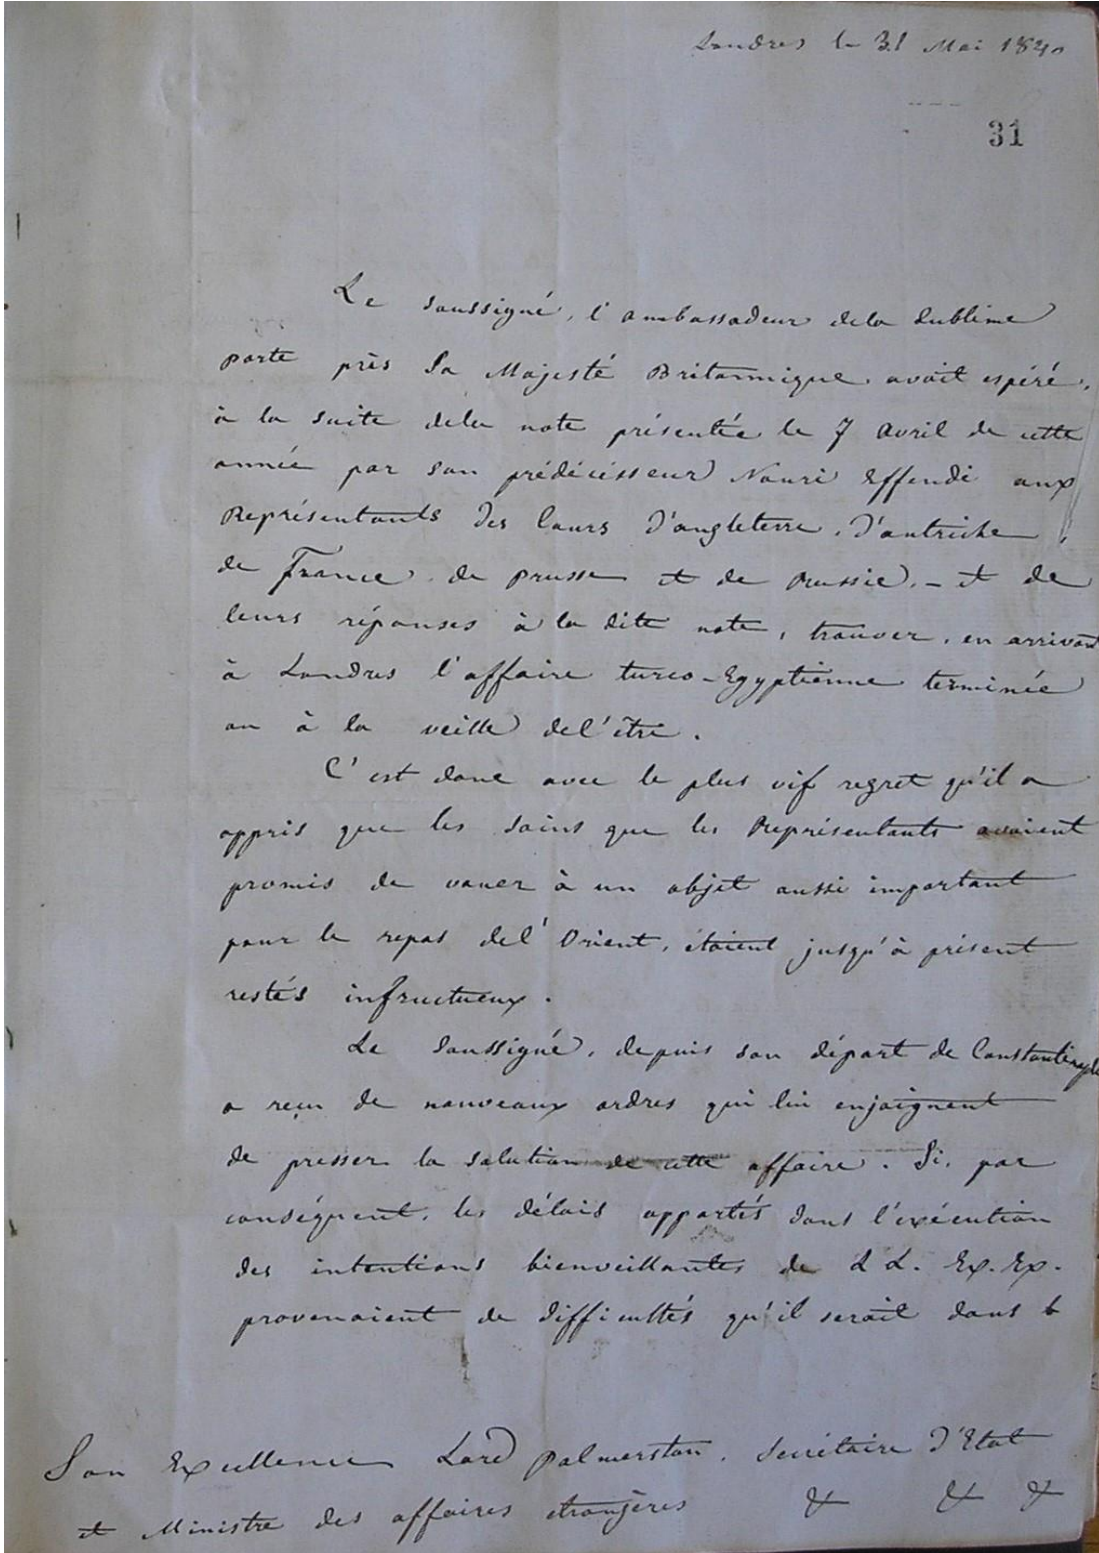 Londres le 31 Mai 1840
31
Le soussigné, l'ambassadeur dela Sublime
porte près Sa Majesté Britannique avait espéré,
à la suite dela note présentée le 7 Avril de cette
année par son prédécesseur Nouri Effendi aux
Représentants des Cours d'angleterre, d'autriche,
de france, de prusse et de Russie, - et de
leurs réponses à la dite note, trouver, en arrivant
à Londres l'affaire turco-Egyptienne terminée
ou à la veille del'être.
C'est donc avec le plus vif regret qu'il a
appris que les soins que les Représentants avaient
promis de vouer à un objet aussi important
pour le repos del'Orient, étaient jusqu'à présent
restés infructueux.
Le Soussigné, depuis son départ de Constantinople
a reçu de nouveaux ordres qui lui enjoignent
de presser la solution de cette affaire. Si, par
conséquent, les délais apportés dans l'exécution
des intentions bienveillantes de LL. Ex. Ex.
provenaient de difficultés qu'il serait dans le
Son Excellence Lord palmerston, Secrétaire d'Etat
et Ministre des affaires etrangères & & &